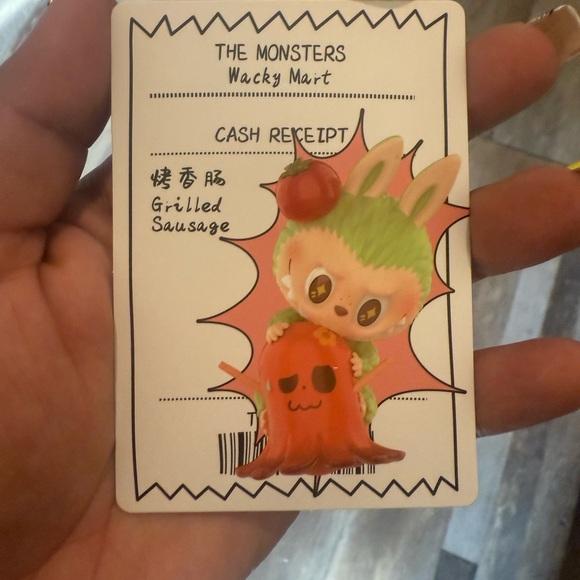 THE MONSTERS
Wacky Mart
CASH RECEIPT
烤香肠
Grilled
Sausage